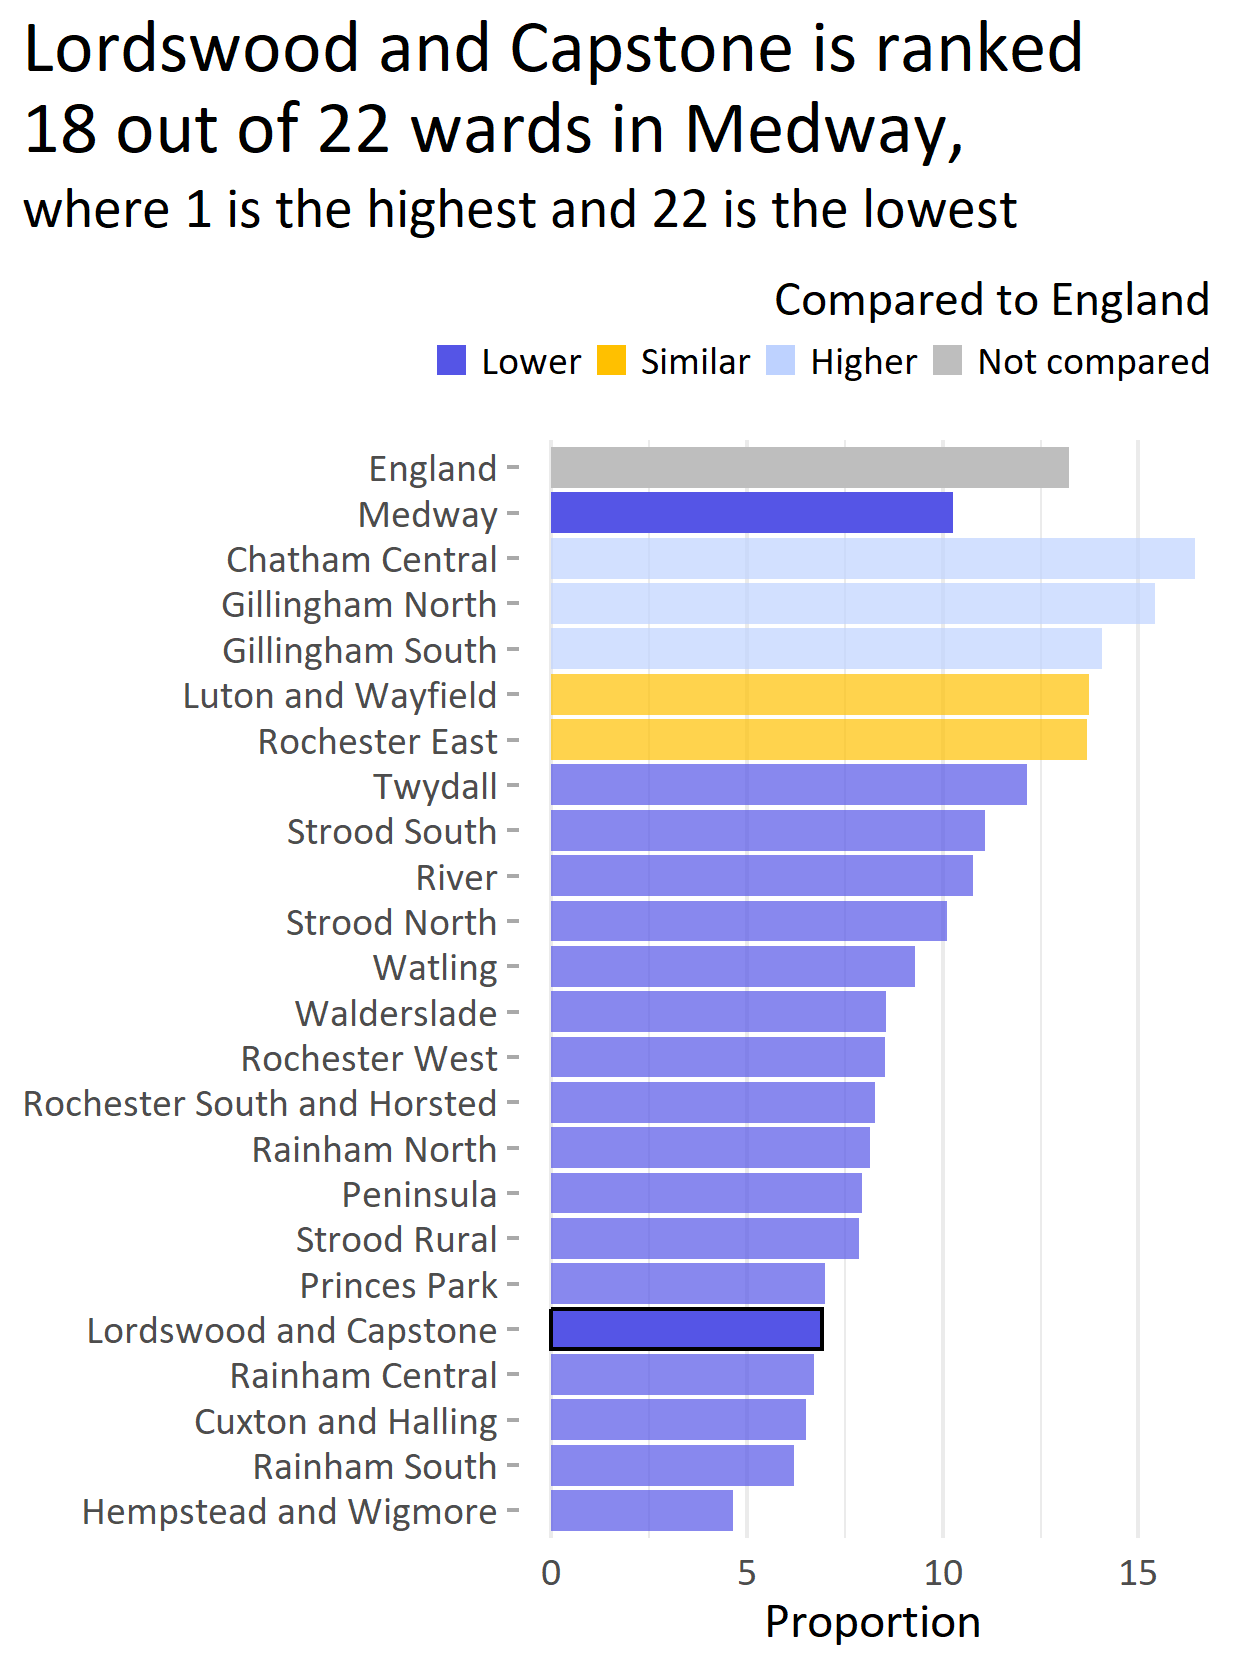 Lordswood and Capstone is ranked
18 out of 22 wards in Medway,
where 1 is the highest and 22 is the lowest
Compared to England
Lower Similar Higher Not compared
England
Medway
Chatham Central
Gillingham North
Gillingham South
Luton and Wayfield
Rochester East
Twydall
Strood South
River
Strood North
Watling
Walderslade
Rochester West
Rochester South and Horsted
Rainham North
Peninsula
Strood Rural
Princes Park
Lordswood and Capstone
Rainham Central
Cuxton and Halling
Rainham South
Hempstead and Wigmore
0 5 10 15
Proportion